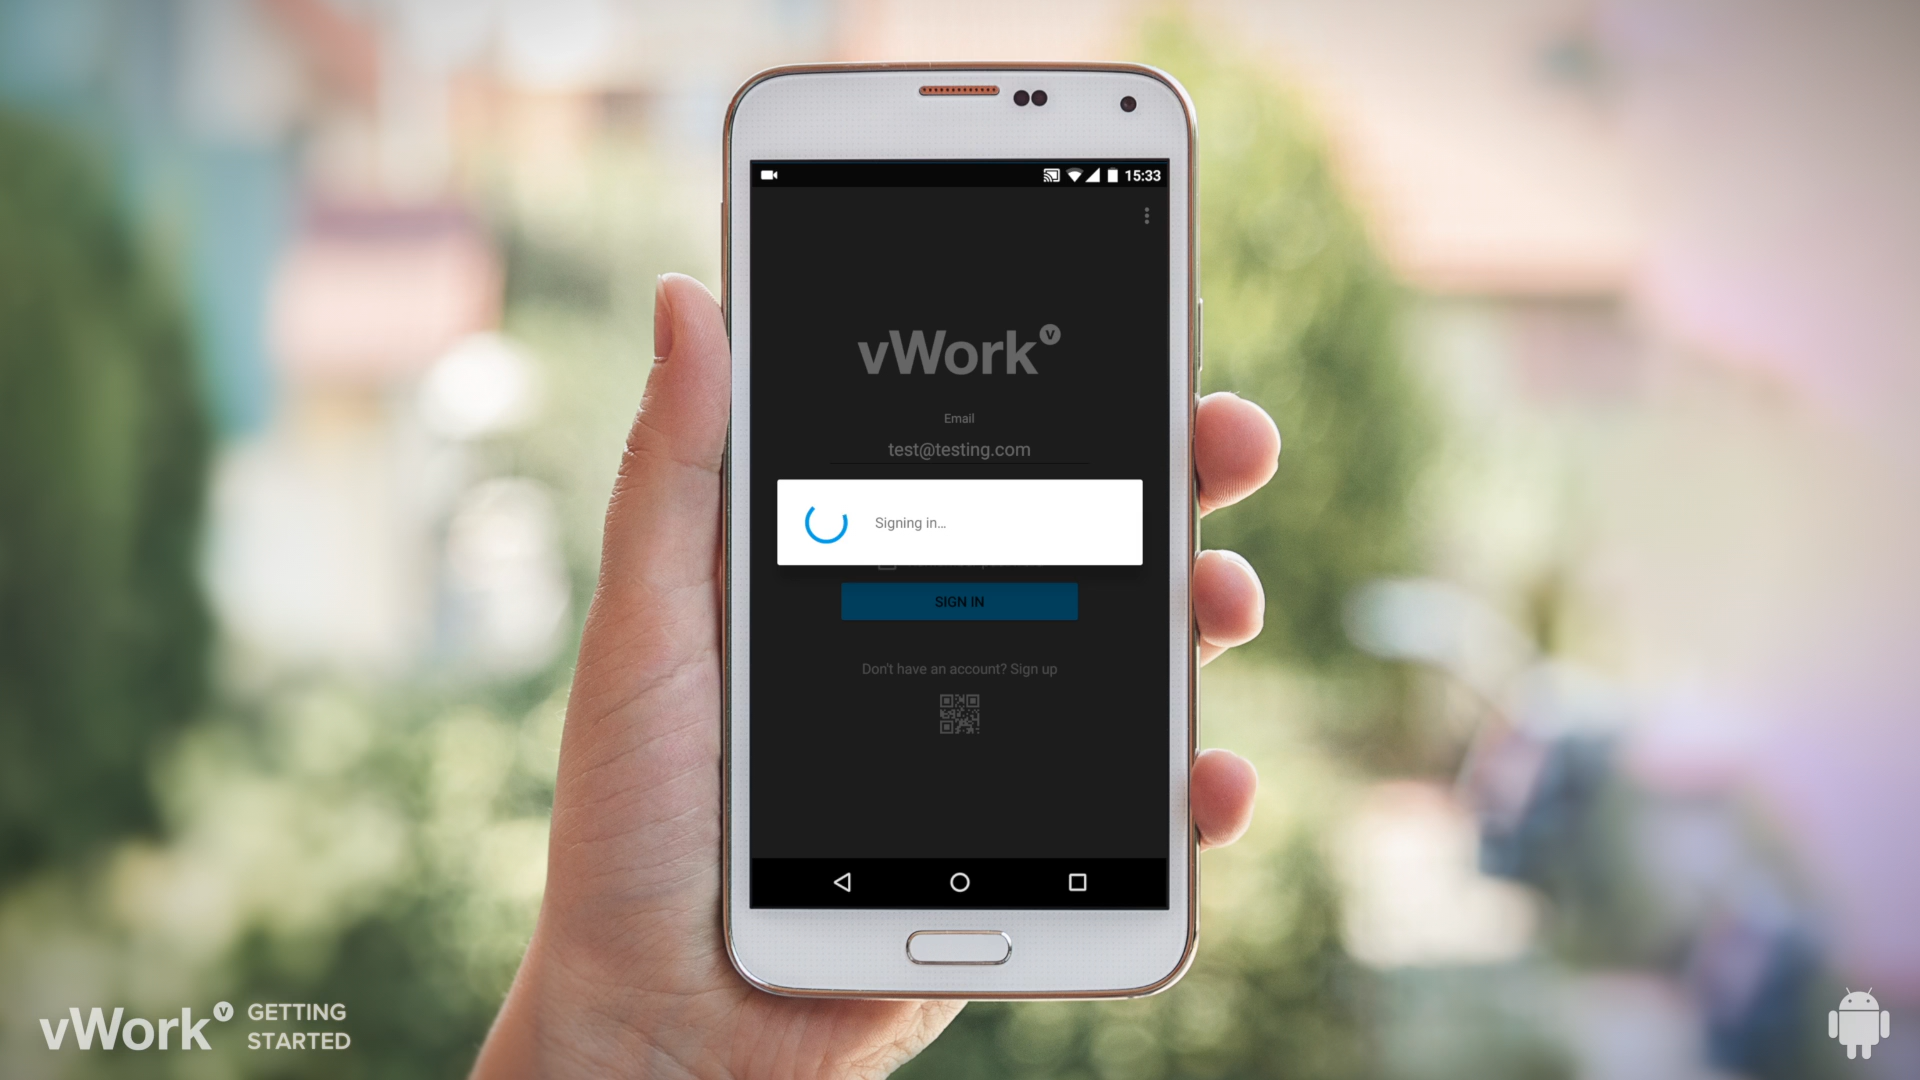 15:33
vWork v
Email
test@testing.com
Signing in...
SIGN IN
Don't have an account? Sign up
vWork v
GETTING
STARTED